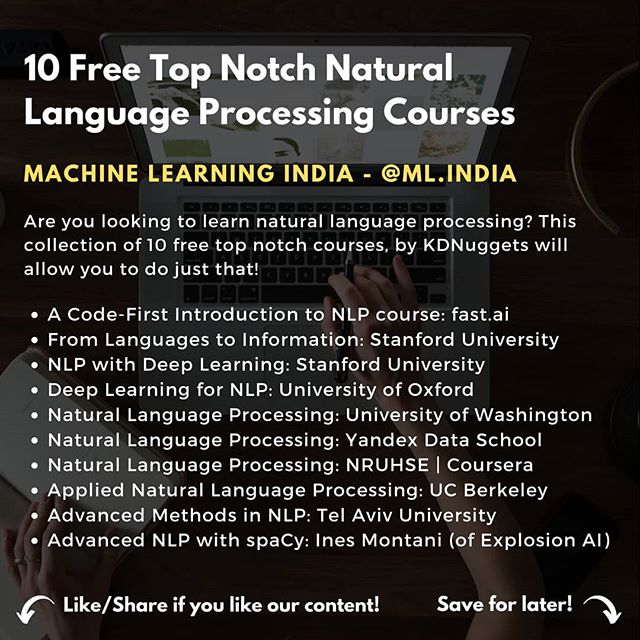 10 Free Top Notch Natural
Language Processing Courses
MACHINE LEARNING INDIA - @ML.INDIA
Are you looking to learn natural language processing? This
collection of 10 free top notch courses, by KDNuggets will
allow you to do just that!
• A Code-First Introduction to NLP course: fast.ai
• From Languages to Information: Stanford University
• NLP with Deep Learning: Stanford University
• Deep Learning for NLP: University of Oxford
• Natural Language Processing: University of Washington
• Natural Language Processing: Yandex Data School
• Natural Language Processing: NRUHSE | Coursera
• Applied Natural Language Processing: UC Berkeley
• Advanced Methods in NLP: Tel Aviv University
• Advanced NLP with spaCy: Ines Montani (of Explosion AI)
Like/Share if you like our content!
Save for later!